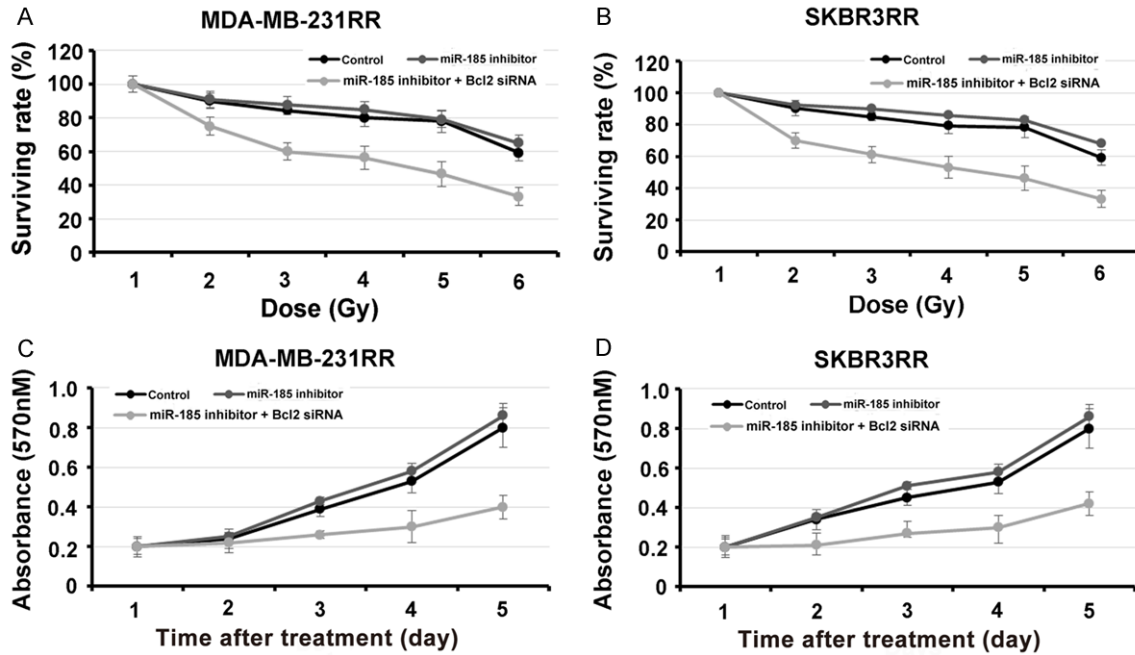 A
MDA-MB-231RR
Surviving rate (%)
120
100
80
60
40
20
0
Control
miR-185 inhibitor
miR-185 inhibitor + Bcl2 siRNA
1 2 3 4 5 6
Dose (Gy)
B
SKBR3RR
Surviving rate (%)
120
100
80
60
40
20
0
Control
miR-185 inhibitor
miR-185 inhibitor + Bcl2 siRNA
1 2 3 4 5 6
Dose (Gy)
C
MDA-MB-231RR
Absorbance (570nM)
1.0
0.8
0.6
0.4
0.2
0
Control
miR-185 inhibitor
miR-185 inhibitor + Bcl2 siRNA
1 2 3 4 5
Time after treatment (day)
D
SKBR3RR
Absorbance (570nM)
1.0
0.8
0.6
0.4
0.2
0
Control
miR-185 inhibitor
miR-185 inhibitor + Bcl2 siRNA
1 2 3 4 5
Time after treatment (day)